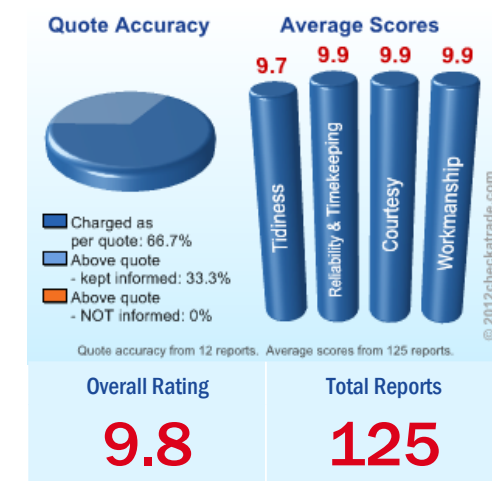 Quote Accuracy
Average Scores
9.7
9.9
9.9
9.9
Tidiness
Reliability & Timekeeping
Courtesy
Workmanship
Charged as
per quote: 66.7%
Above quote
- kept informed: 33.3%
Above quote
- NOT informed: 0%
© 2012checkatrade.com
Quote accuracy from 12 reports. Average scores from 125 reports.
Overall Rating
9.8
Total Reports
125